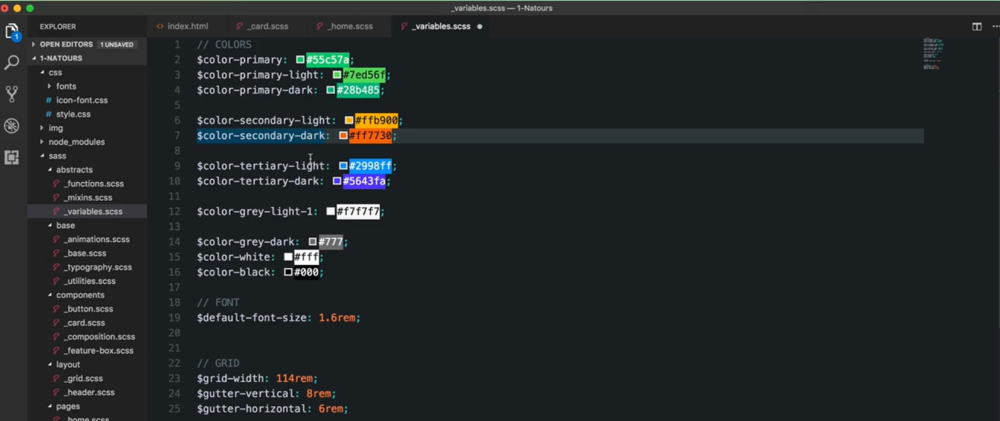 _variables.scss — 1-Natours
EXPLORER
OPEN EDITORS 1 UNSAVED
1-NATOURS
css
fonts
# icon-font.css
# style.css
img
node_modules
sass
abstracts
_functions.scss
_mixins.scss
_variables.scss
base
_animations.scss
_base.scss
_typography.scss
_utilities.scss
components
_button.scss
_card.scss
_composition.scss
_feature-box.scss
layout
_grid.scss
_header.scss
pages
_home.scss
1
<> index.html _card.scss _home.scss _variables.scss
1 // COLORS
2 $color-primary: #55c57a;
3 $color-primary-light: #7ed56f;
4 $color-primary-dark: #28b485;
5
6 $color-secondary-light: #ffb900;
7 $color-secondary-dark: #ff7730;
8
9 $color-tertiary-light: #2998ff;
10 $color-tertiary-dark: #5643fa;
11
12 $color-grey-light-1: #f7f7f7;
13
14 $color-grey-dark: #777;
15 $color-white: #fff;
16 $color-black: #000;
17
18 // FONT
19 $default-font-size: 1.6rem;
20
21
22 // GRID
23 $grid-width: 114rem;
24 $gutter-vertical: 8rem;
25 $gutter-horizontal: 6rem;